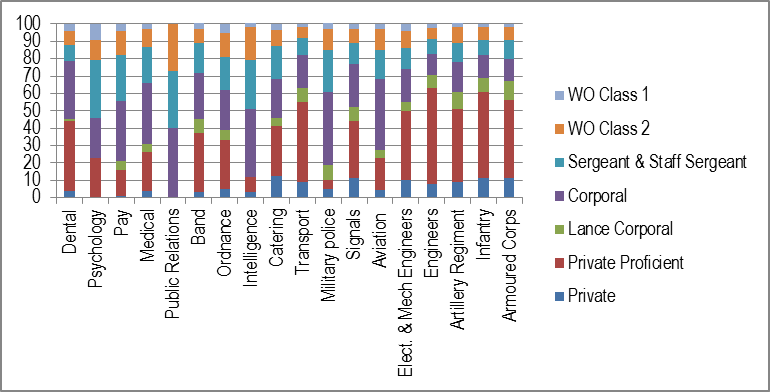 100
90
80
70
60
50
40
30
20
10
0
Dental
Psychology
Pay
Medical
Public Relations
Band
Ordnance
Intelligence
Catering
Transport
Military police
Signals
Aviation
Elect. & Mech Engineers
Engineers
Artillery Regiment
Infantry
Armoured Corps
WO Class 1
WO Class 2
Sergeant & Staff Sergeant
Corporal
Lance Corporal
Private Proficient
Private